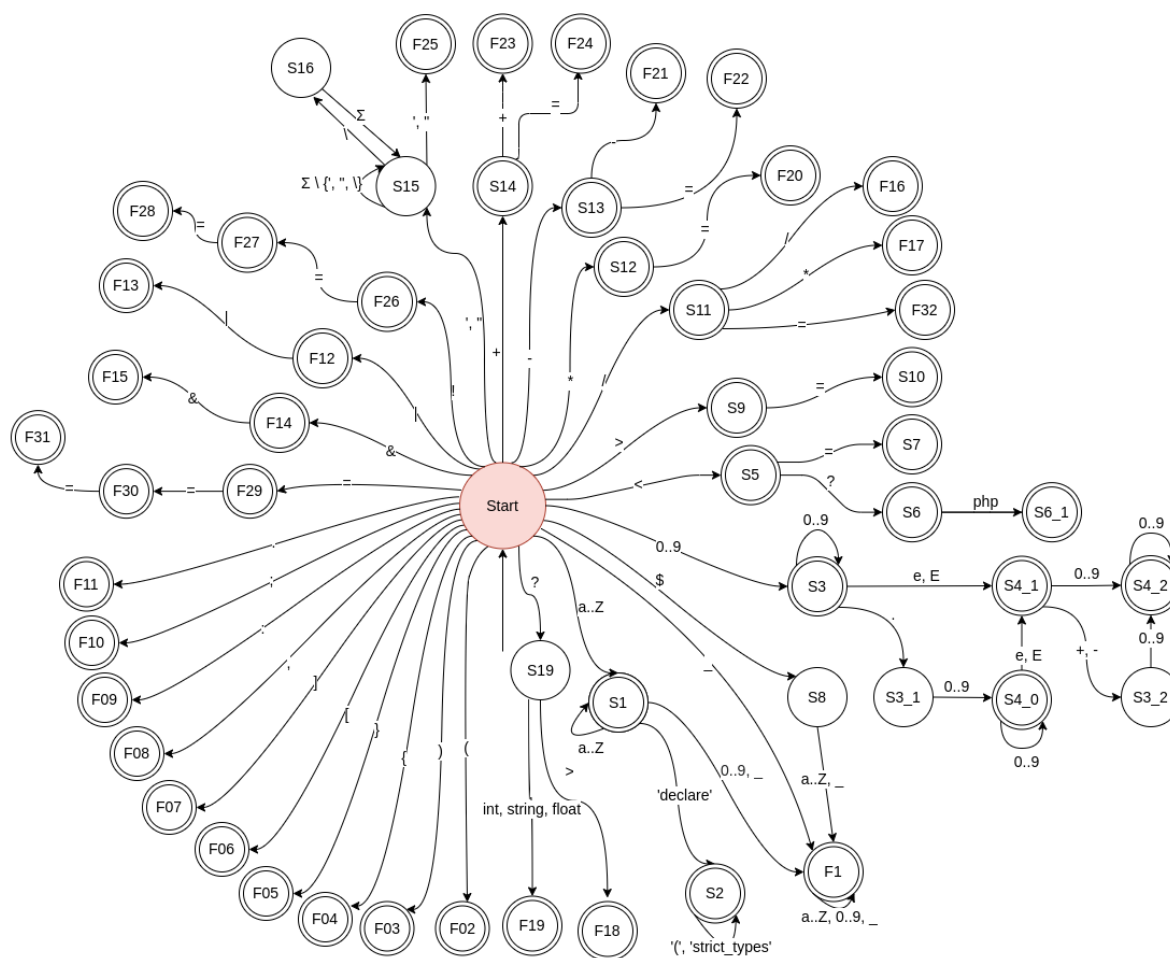 F25
F23
F24
F21
F22
S16
Σ
\
', "
+
=
-
=
F20
F16
Σ \ {', ", \}
S15
S14
S13
F28
=
F27
=
/
F17
*
S12
F13
=
F26
S11
F32
=
|
', "
F12
+
-
*
/
F15
!
S10
&
F14
|
S9
=
>
F31
&
S7
=
S5
=
F30
=
F29
=
<
?
Start
S6
php
S6_1
.
0..9
0..9
0..9
F11
;
?
$
S3
e, E
S4_1
0..9
S4_2
a..Z
.
F10
:
_
+, -
0..9
,
]
S19
e, E
F09
[
S1
S8
S3_1
0..9
S4_0
S3_2
}
{
)
(
F08
a..Z
0..9
>
0..9, _
a..Z, _
F07
int, string, float
'declare'
F06
F1
F05
S2
F04
F03
F02
F19
F18
a..Z, 0..9, _
'(', 'strict_types'